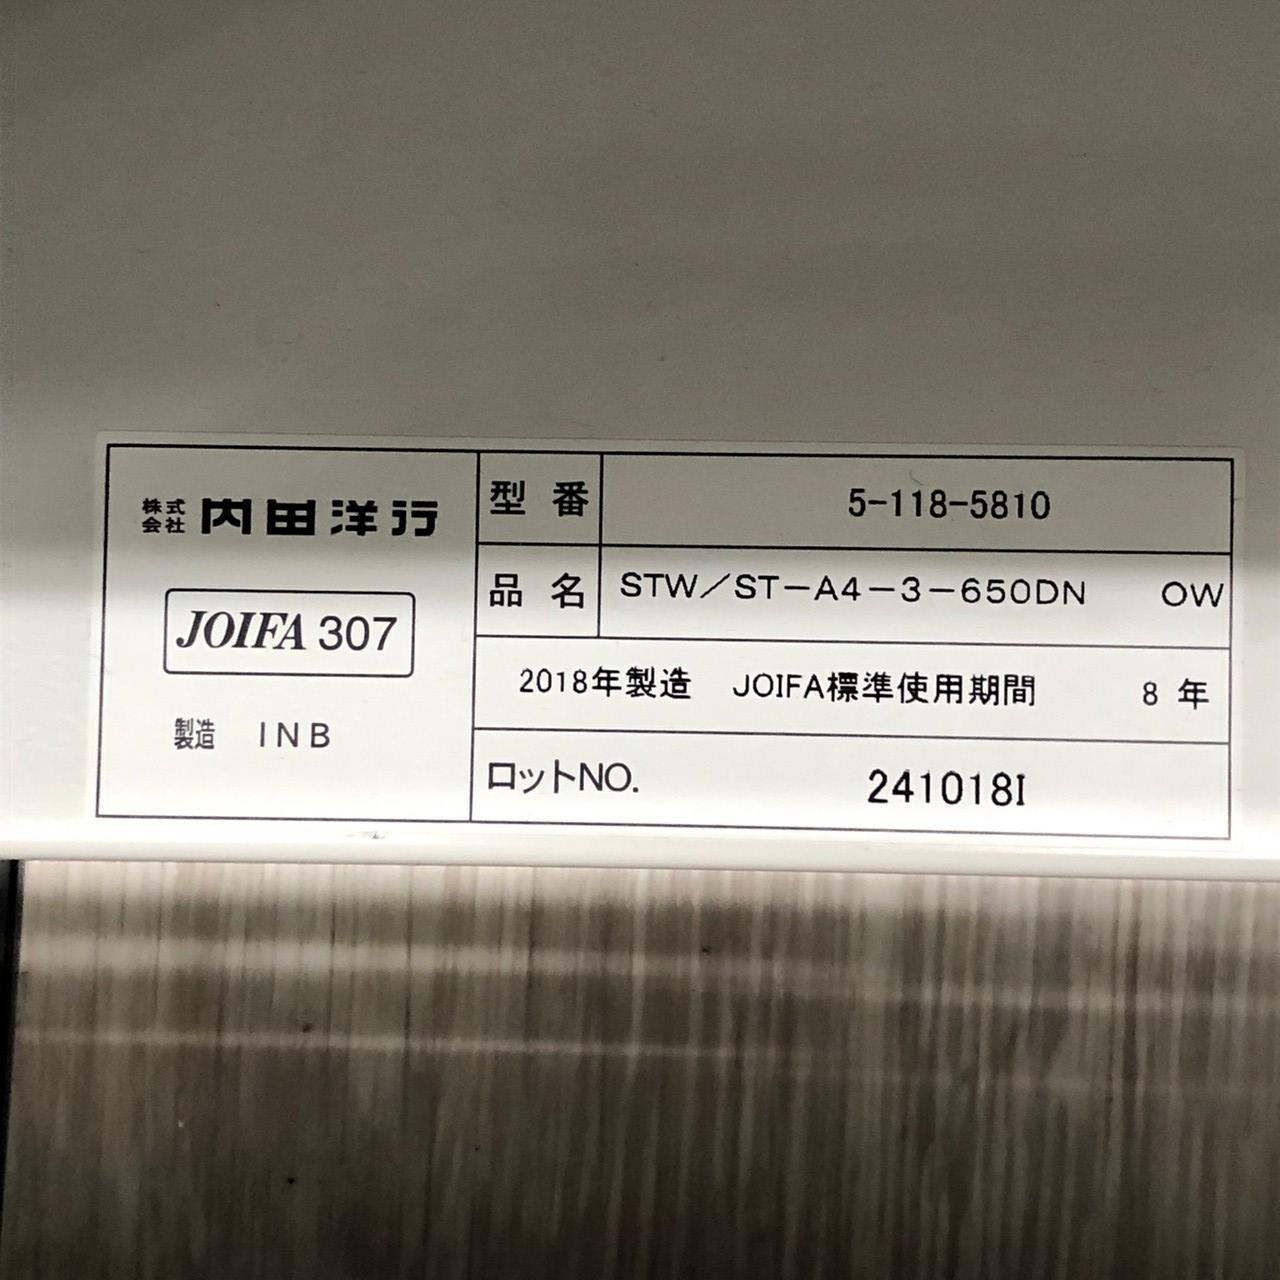 株式会社 内田洋行
JOIFA 307
製造 INB
型番 5-118-5810
品名 STW／ST－A4－3－650DN OW
2018年製造 JOIFA標準使用期間 8年
ロットNO. 241018I